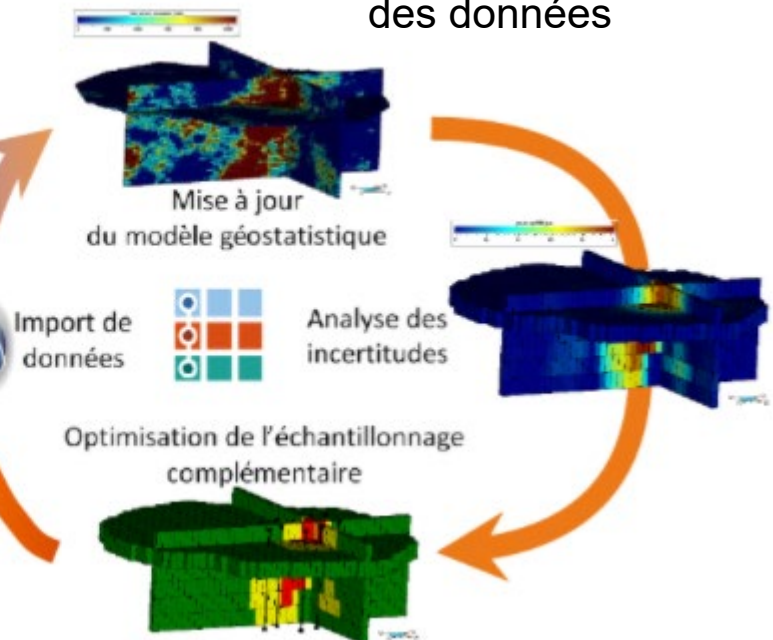 des données
Mise à jour
du modèle géostatistique
Import de
données
Analyse des
incertitudes
Optimisation de l'échantillonnage
complémentaire